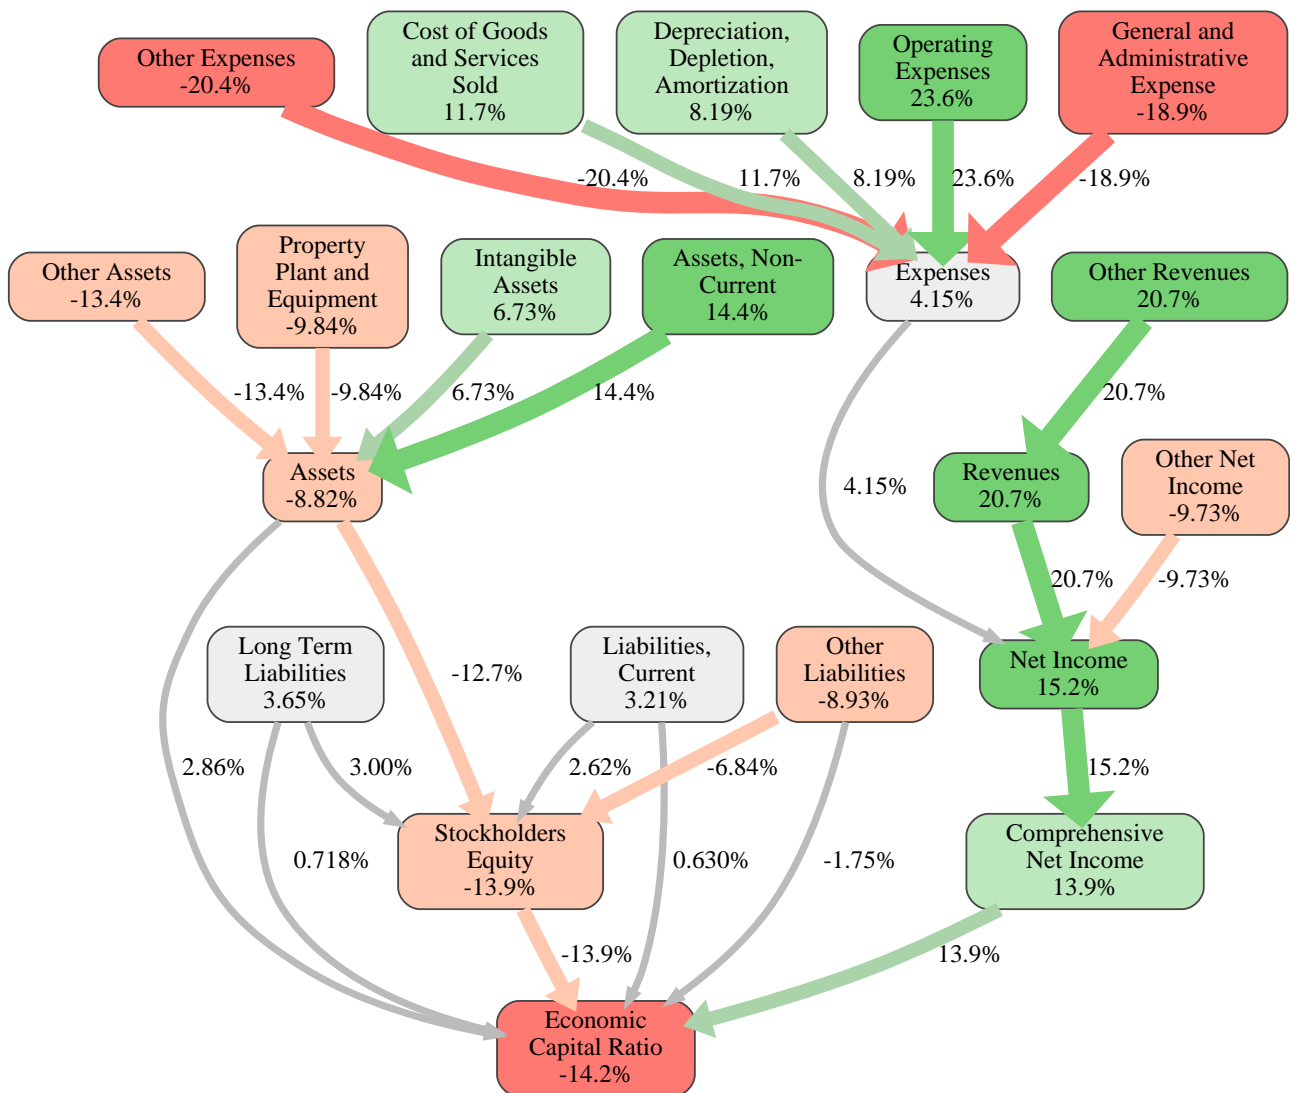 Other Expenses
-20.4%
Cost of Goods
and Services
Sold
11.7%
Depreciation,
Depletion,
Amortization
8.19%
Operating
Expenses
23.6%
General and
Administrative
Expense
-18.9%
-20.4%
11.7%
8.19%
23.6%
-18.9%
Other Assets
-13.4%
Property
Plant and
Equipment
-9.84%
Intangible
Assets
6.73%
Assets, Non-
Current
14.4%
Expenses
4.15%
Other Revenues
20.7%
-13.4%
-9.84%
6.73%
14.4%
20.7%
Assets
-8.82%
4.15%
Revenues
20.7%
Other Net
Income
-9.73%
20.7%
-9.73%
Long Term
Liabilities
3.65%
-12.7%
Liabilities,
Current
3.21%
Other
Liabilities
-8.93%
Net Income
15.2%
2.86%
3.00%
2.62%
-6.84%
15.2%
0.718%
Stockholders
Equity
-13.9%
0.630%
-1.75%
Comprehensive
Net Income
13.9%
-13.9%
13.9%
Economic
Capital Ratio
-14.2%